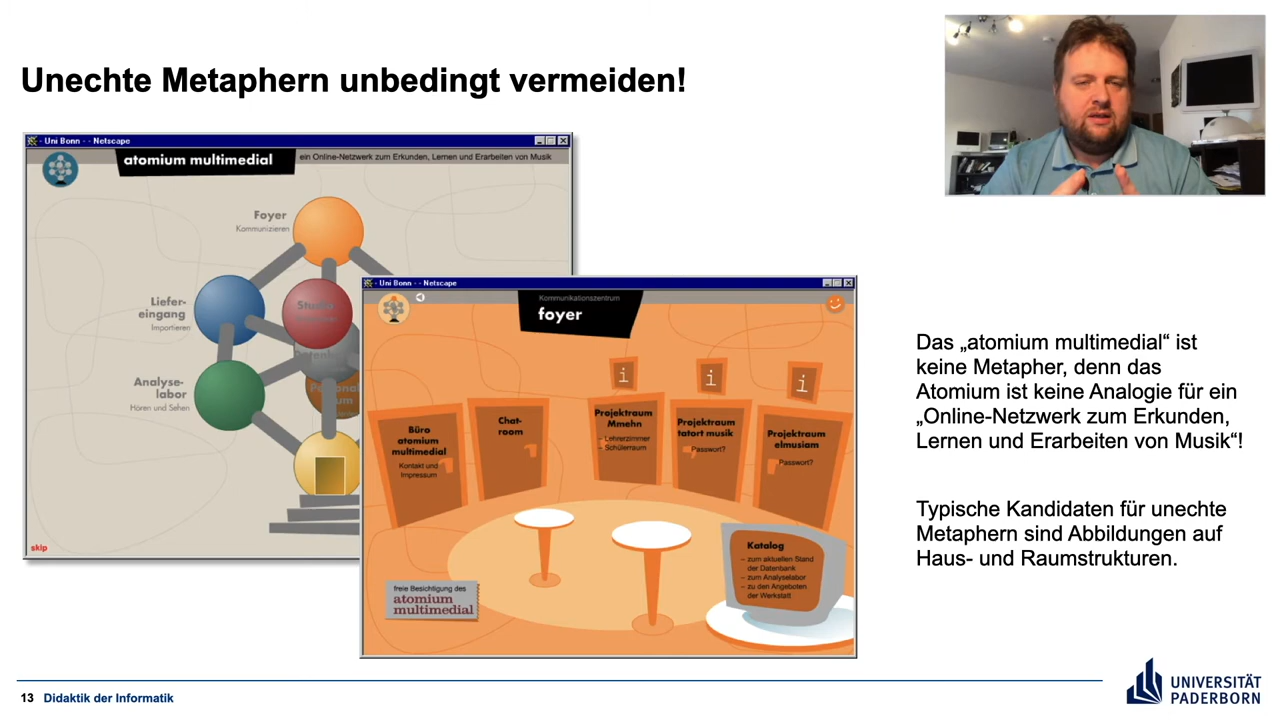 Unechte Metaphern unbedingt vermeiden!
- Uni Bonn - - Netscape
atomium multimedial
ein Online-Netzwerk zum Erkunden, Lernen und Erarbeiten von Musik
Foyer
Kommunizieren
Liefer-
eingang
Importieren
Analyse-
labor
Hören und Sehen
skip
- Uni Bonn - - Netscape
Kommunikationszentrum
foyer
i
i
i
Büro
atomium
multimedial
Kontakt und
Impressum
Chat-
room
Projektraum
Mmehn
– Lehrerzimmer
– Schülerraum
Projektraum
tatort musik
Passwort?
Projektraum
elmusiam
Passwort?
Katalog
– zum aktuellen Stand
der Datenbank
– zum Analyselabor
– zu den Angeboten
der Werkstatt
freie Besichtigung des
atomium
multimedial
Das „atomium multimedial“ ist
keine Metapher, denn das
Atomium ist keine Analogie für ein
„Online-Netzwerk zum Erkunden,
Lernen und Erarbeiten von Musik“!
Typische Kandidaten für unechte
Metaphern sind Abbildungen auf
Haus- und Raumstrukturen.
13 Didaktik der Informatik
UNIVERSITÄT
PADERBORN